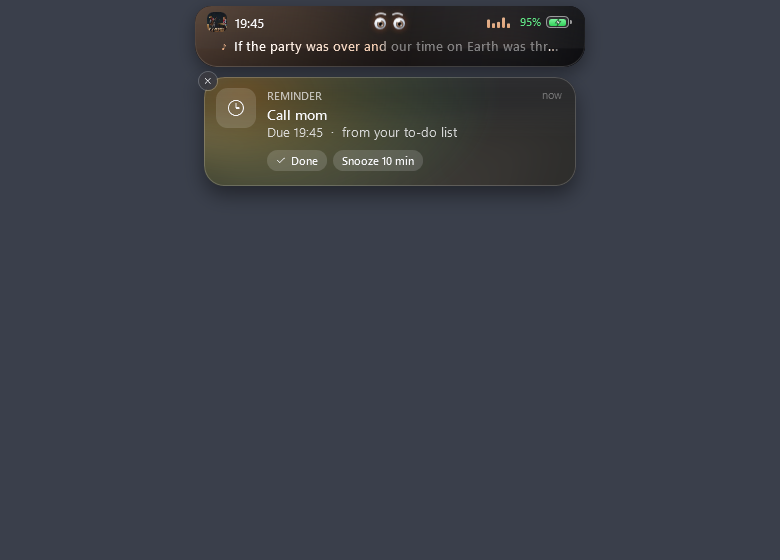 19:45
95%
♪ If the party was over and our time on Earth was thr...
REMINDER
now
Call mom
Due 19:45 · from your to-do list
Done
Snooze 10 min